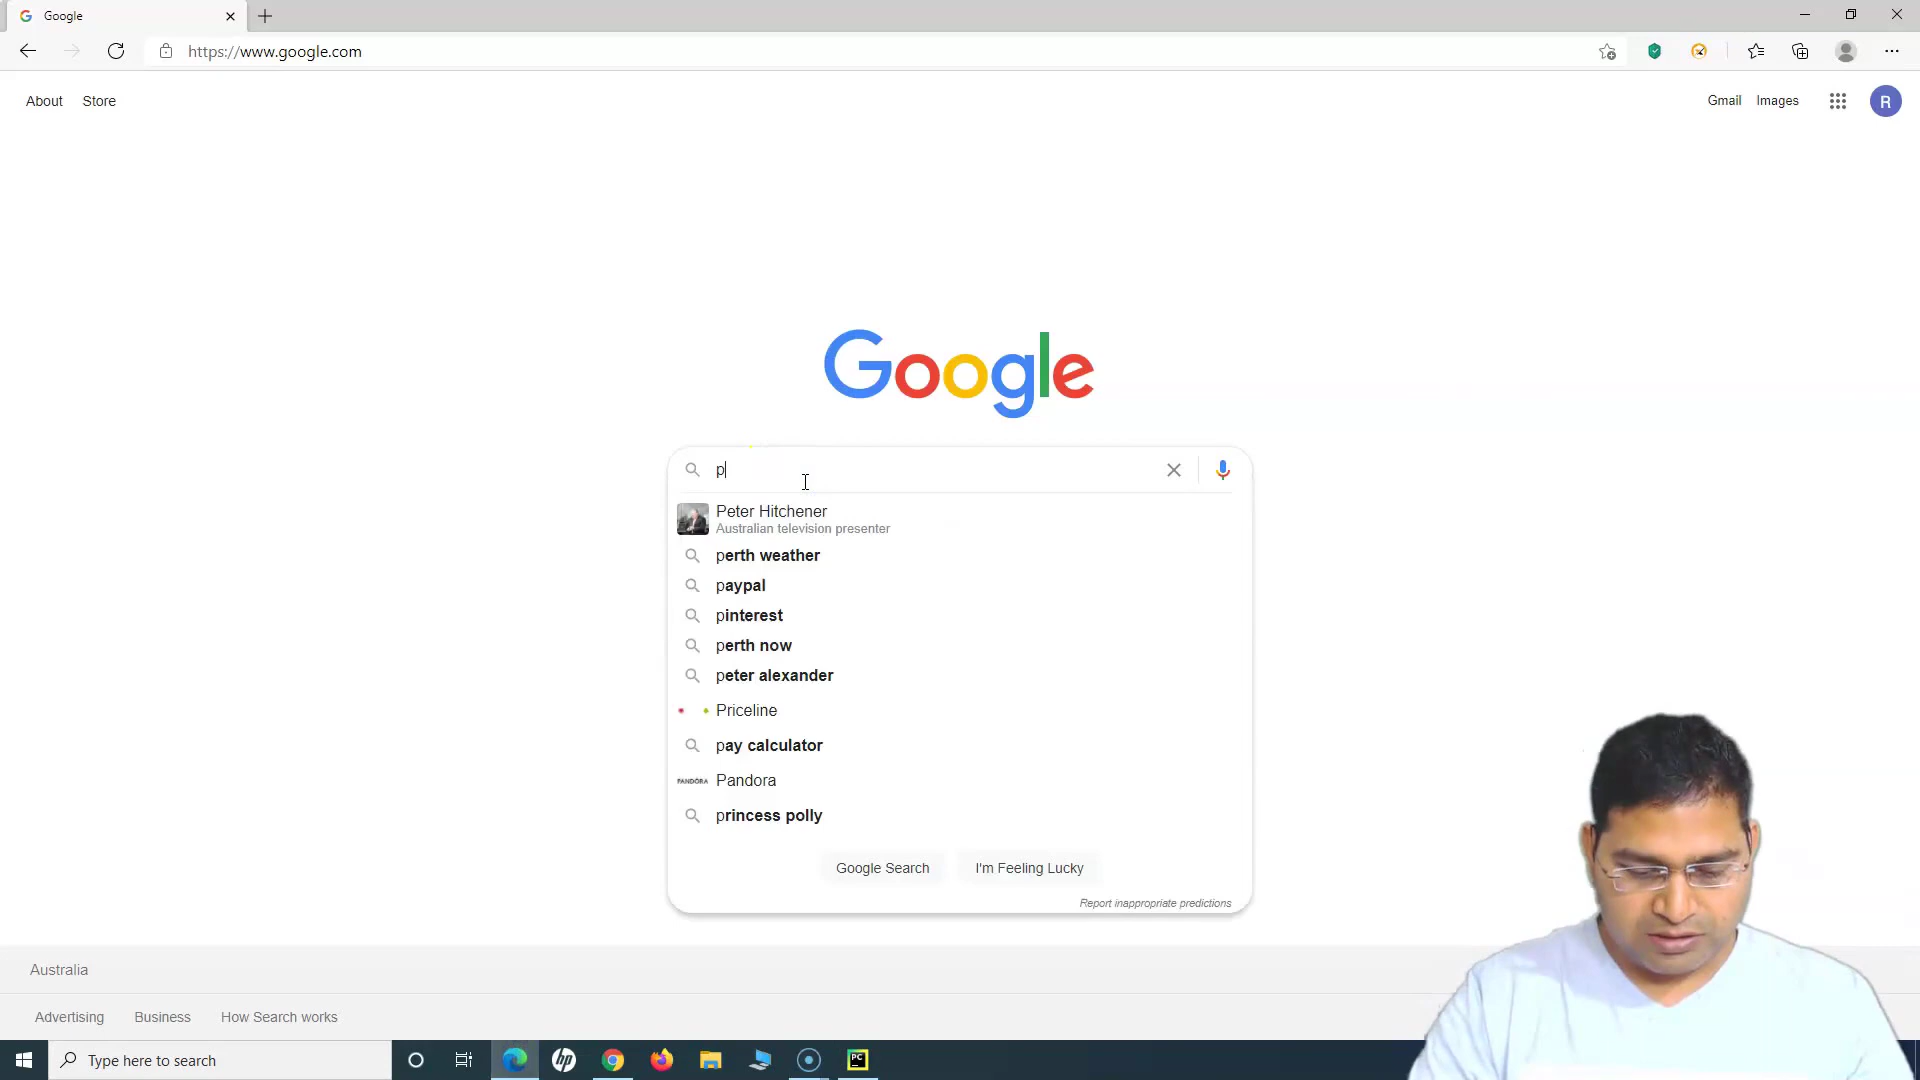 Google
https://www.google.com
About Store
Gmail Images
R
Google
p
Peter Hitchener
Australian television presenter
perth weather
paypal
pinterest
perth now
peter alexander
Priceline
pay calculator
PANDORA Pandora
princess polly
Google Search I'm Feeling Lucky
Report inappropriate predictions
Australia
Advertising Business How Search works
Type here to search
hp
PC